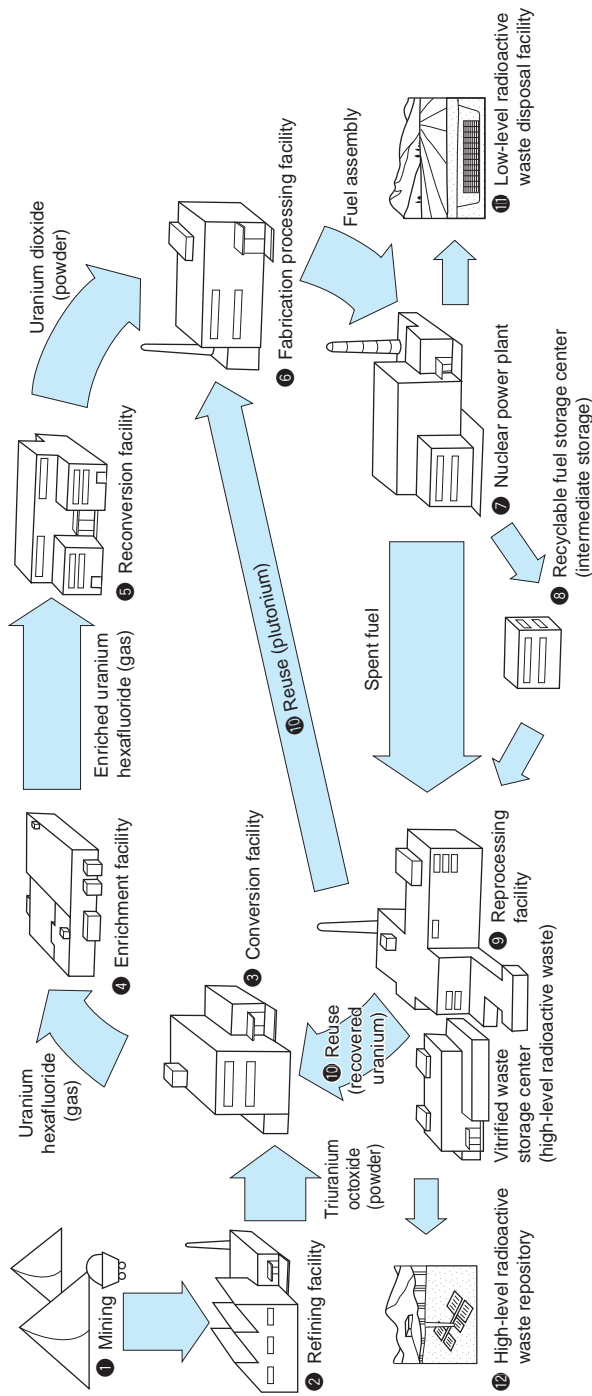 ❶ Mining
❷ Refining facility
Triuranium
octoxide
(powder)
❸ Conversion facility
Uranium
hexafluoride
(gas)
❹ Enrichment facility
Enriched uranium
hexafluoride (gas)
❺ Reconversion facility
Uranium dioxide
(powder)
❻ Fabrication processing facility
Fuel assembly
❼ Nuclear power plant
Spent fuel
❽ Recyclable fuel storage center
(intermediate storage)
❾ Reprocessing
facility
❿ Reuse
(recovered
uranium)
❿ Reuse (plutonium)
Vitrified waste
storage center
(high-level radioactive waste)
⓫ Low-level radioactive
waste disposal facility
⓬ High-level radioactive
waste repository